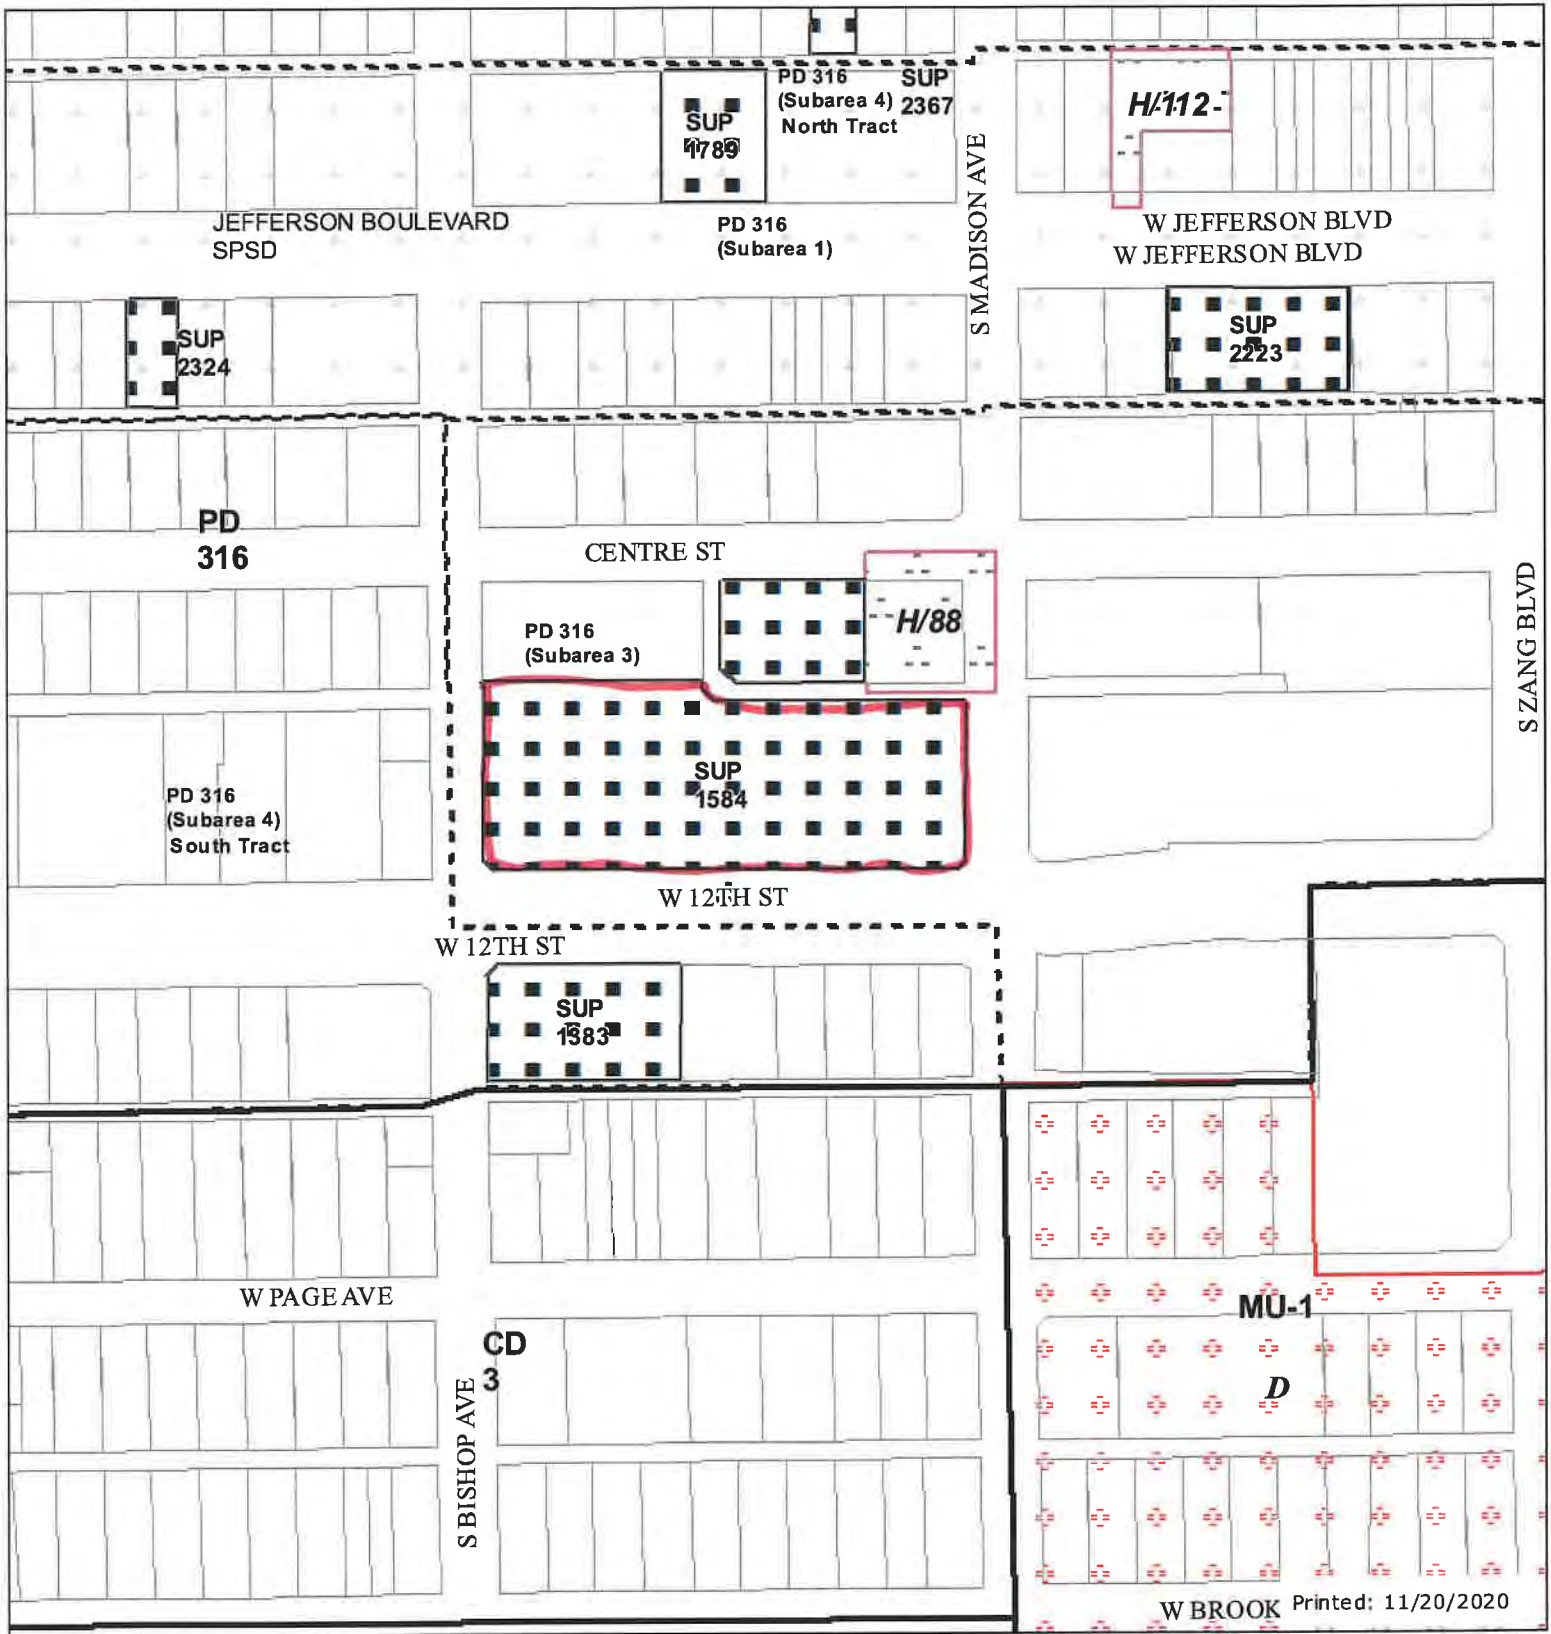 PD 316
(Subarea 4)
North Tract
SUP
2367
H/112
SUP
1789
S MADISON AVE
JEFFERSON BOULEVARD
SPSD
PD 316
(Subarea 1)
W JEFFERSON BLVD
W JEFFERSON BLVD
SUP
2324
SUP
2223
PD
316
CENTRE ST
H/88
PD 316
(Subarea 3)
S ZANG BLVD
SUP
1584
PD 316
(Subarea 4)
South Tract
W 12TH ST
W 12TH ST
SUP
1383
W PAGE AVE
MU-1
CD
3
D
S BISHOP AVE
W BROOK
Printed: 11/20/2020